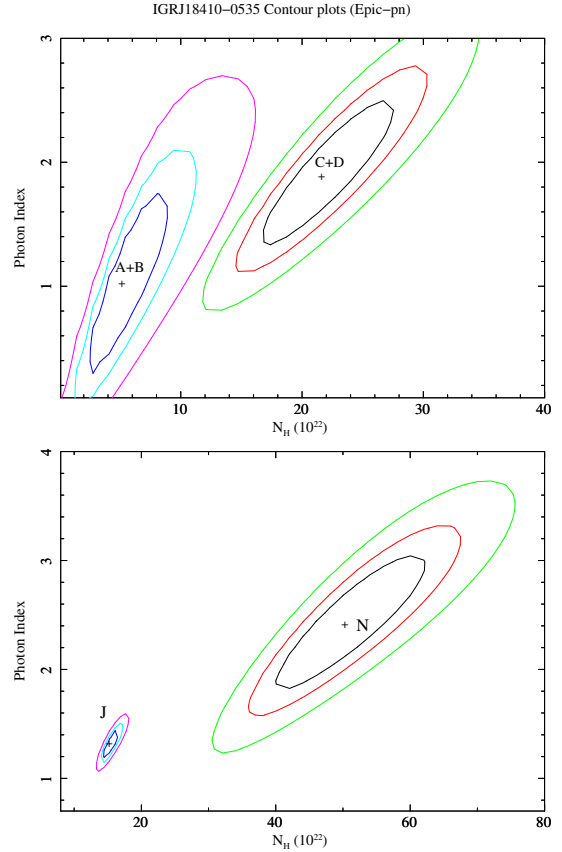 IGRJ18410−0535 Contour plots (Epic−pn)
3
2
1
Photon Index
C+D
A+B
10
20
30
40
N_H (10^22)
4
3
2
1
Photon Index
N
J
20
40
60
80
N_H (10^22)